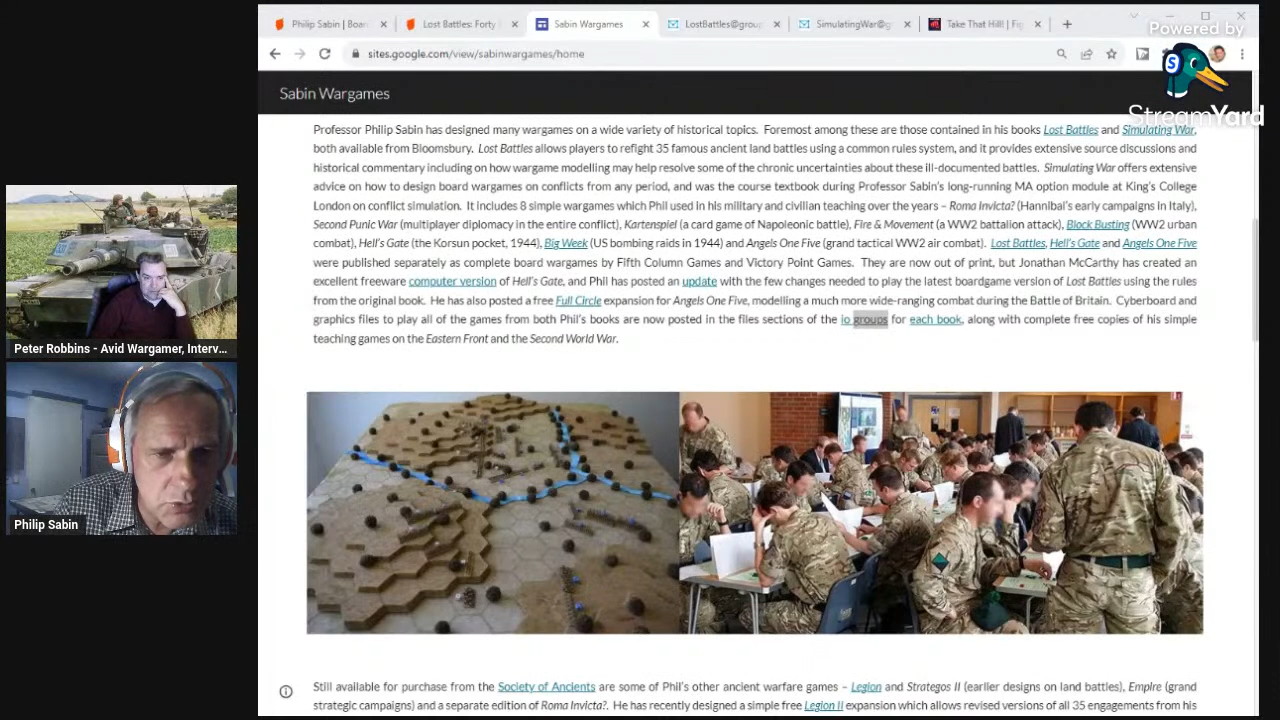 Philip Sabin | Boar
Lost Battles: Forty
Sabin Wargames
LostBattles@group
SimulatingWar@g
Take That Hill! | Fig
Powered by
StreamYard
sites.google.com/view/sabinwargames/home
Sabin Wargames
Professor Philip Sabin has designed many wargames on a wide variety of historical topics. Foremost among these are those contained in his books Lost Battles and Simulating War,
both available from Bloomsbury. Lost Battles allows players to refight 35 famous ancient land battles using a common rules system, and it provides extensive source discussions and
historical commentary including on how wargame modelling may help resolve some of the chronic uncertainties about these ill-documented battles. Simulating War offers extensive
advice on how to design board wargames on conflicts from any period, and was the course textbook during Professor Sabin's long-running MA option module at King's College
London on conflict simulation. It includes 8 simple wargames which Phil used in his military and civilian teaching over the years – Roma Invicta? (Hannibal's early campaigns in Italy),
Second Punic War (multiplayer diplomacy in the entire conflict), Kartenspiel (a card game of Napoleonic battle), Fire & Movement (a WW2 battalion attack), Block Busting (WW2 urban
combat), Hell's Gate (the Korsun pocket, 1944), Big Week (US bombing raids in 1944) and Angels One Five (grand tactical WW2 air combat). Lost Battles, Hell's Gate and Angels One Five
were published separately as complete board wargames by Fifth Column Games and Victory Point Games. They are now out of print, but Jonathan McCarthy has created an
excellent freeware computer version of Hell's Gate, and Phil has posted an update with the few changes needed to play the latest boardgame version of Lost Battles using the rules
from the original book. He has also posted a free Full Circle expansion for Angels One Five, modelling a much more wide-ranging combat during the Battle of Britain. Cyberboard and
graphics files to play all of the games from both Phil's books are now posted in the files sections of the io groups for each book, along with complete free copies of his simple
teaching games on the Eastern Front and the Second World War.
Peter Robbins - Avid Wargamer, Interv...
Philip Sabin
Still available for purchase from the Society of Ancients are some of Phil's other ancient warfare games – Legion and Strategos II (earlier designs on land battles), Empire (grand
strategic campaigns) and a separate edition of Roma Invicta?. He has recently designed a simple free Legion II expansion which allows revised versions of all 35 engagements from his